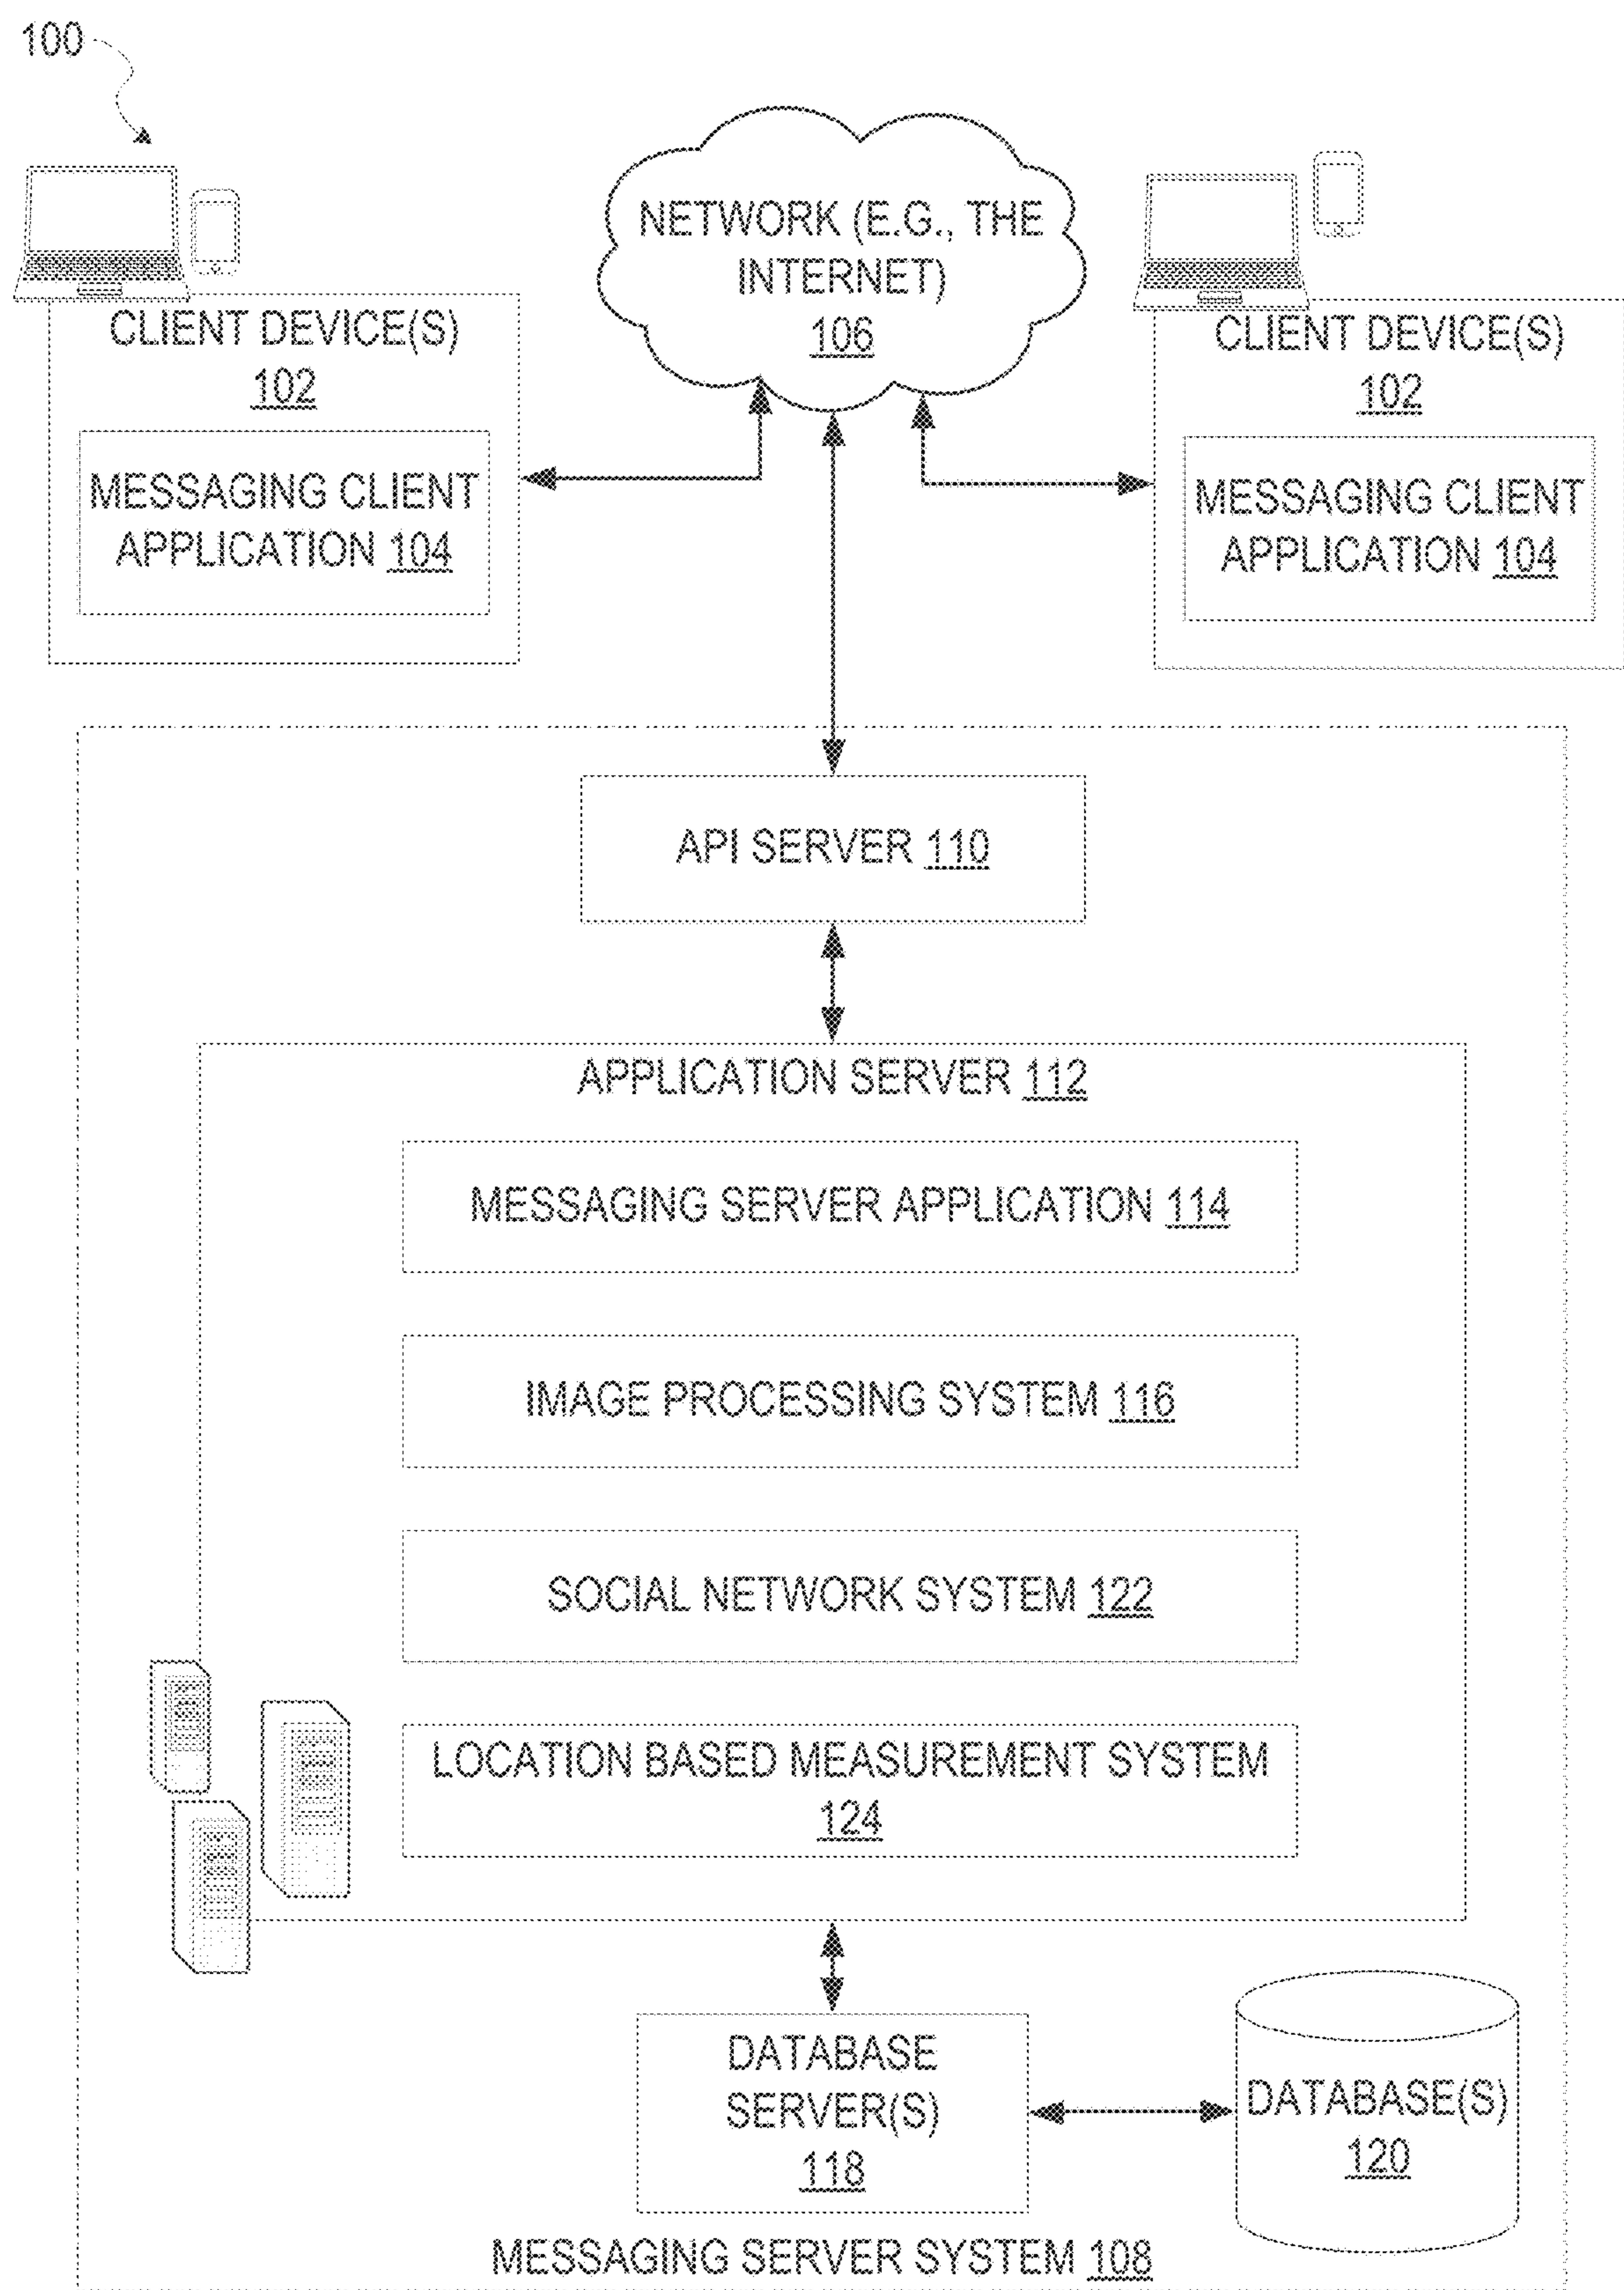 100
NETWORK (E.G., THE
INTERNET)
106
CLIENT DEVICE(S)
102
MESSAGING CLIENT
APPLICATION 104
CLIENT DEVICE(S)
102
MESSAGING CLIENT
APPLICATION 104
API SERVER 110
APPLICATION SERVER 112
MESSAGING SERVER APPLICATION 114
IMAGE PROCESSING SYSTEM 116
SOCIAL NETWORK SYSTEM 122
LOCATION BASED MEASUREMENT SYSTEM
124
DATABASE
SERVER(S)
118
DATABASE(S)
120
MESSAGING SERVER SYSTEM 108